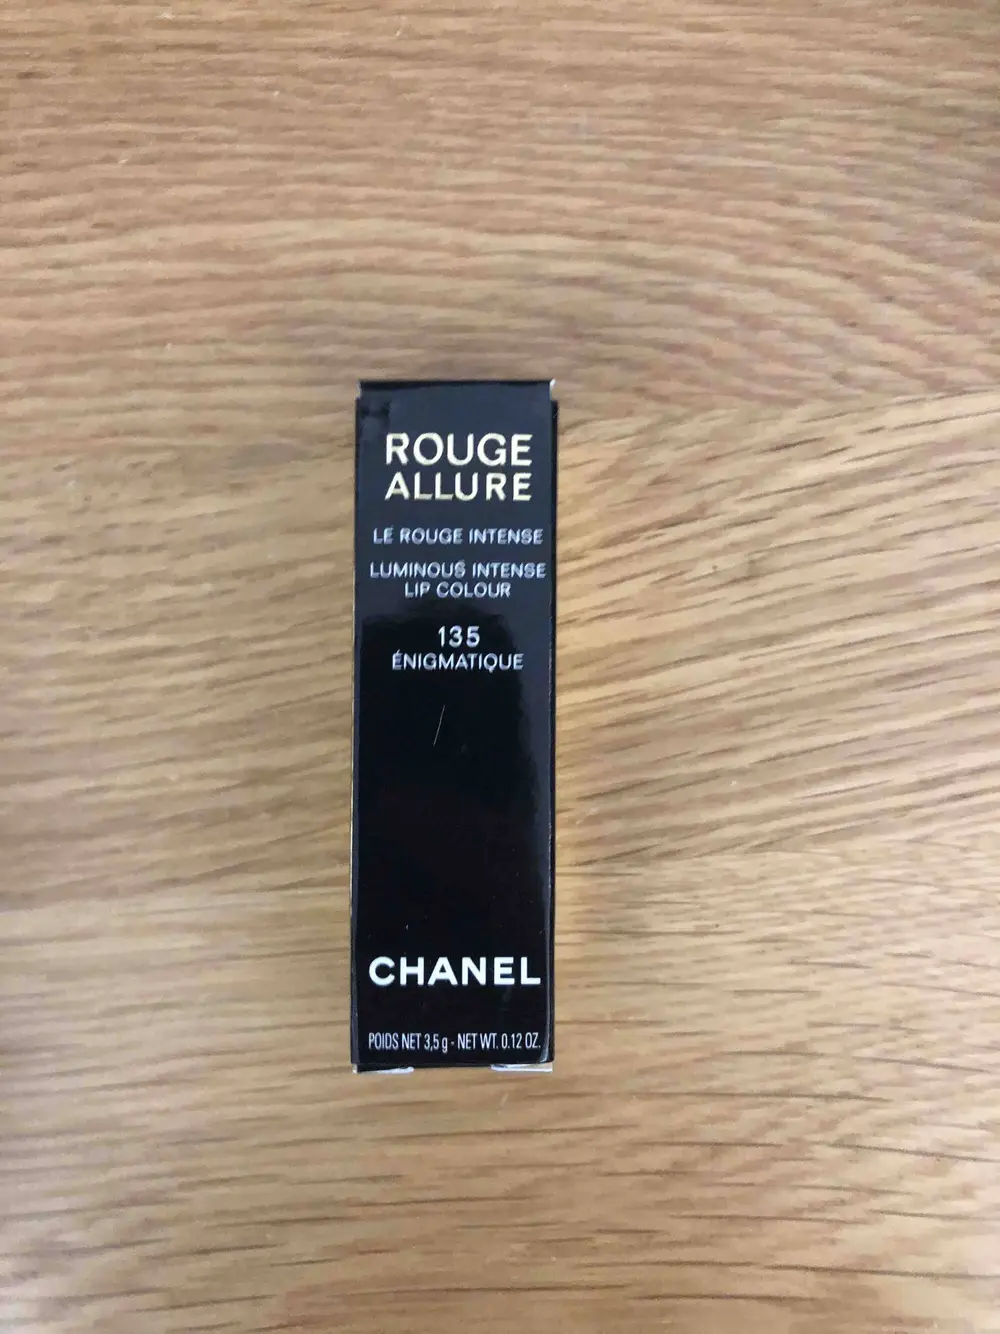 ROUGE
ALLURE
LE ROUGE INTENSE
LUMINOUS INTENSE
LIP COLOUR
135
ÉNIGMATIQUE
CHANEL
POIDS NET 3,5 g - NET WT. 0.12 OZ.